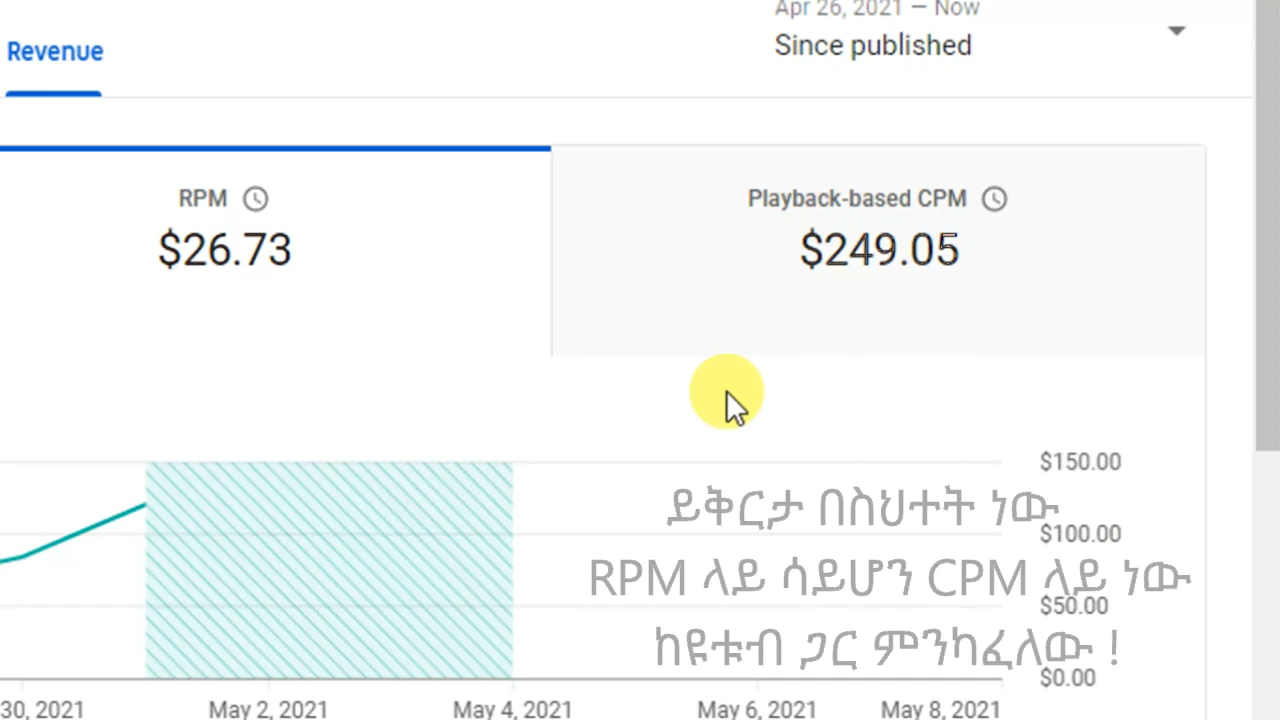 Apr 26, 2021 — Now
Revenue
Since published
RPM
Playback-based CPM
$26.73
$249.05
$150.00
ይቅርታ በስህተት ነው
$100.00
RPM ላይ ሳይሆን CPM ላይ ነው
$50.00
ከዩቱብ ጋር ምንካፈለው !
$0.00
30, 2021
May 2, 2021
May 4, 2021
May 6, 2021
May 8, 2021